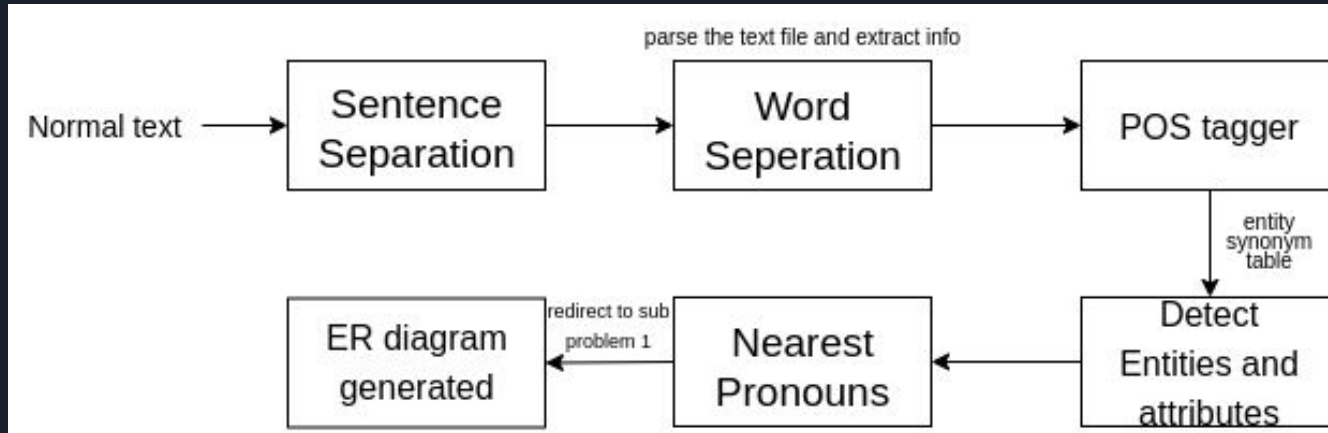 parse the text file and extract info
Normal text
Sentence
Separation
Word
Seperation
POS tagger
entity
synonym
table
Detect
Entities and
attributes
Nearest
Pronouns
redirect to sub
problem 1
ER diagram
generated